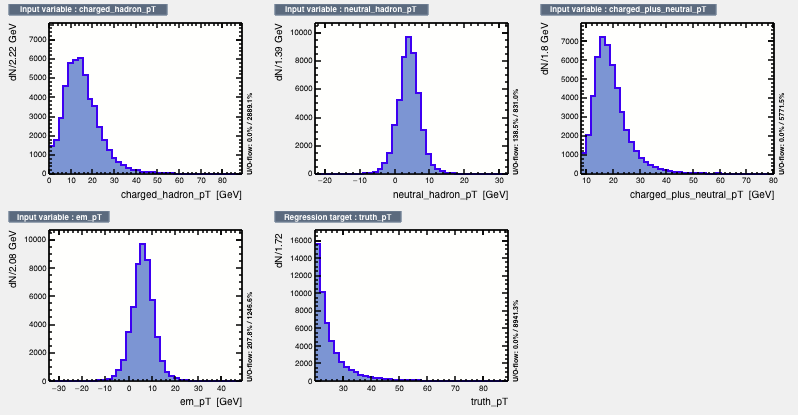 Input variable : charged_hadron_pT
dN/2.22 GeV
7000
6000
5000
4000
3000
2000
1000
0
0 10 20 30 40 50 60 70 80
charged_hadron_pT [GeV]
U/O-flow: 0.0% / 2889.1%
Input variable : neutral_hadron_pT
dN/1.39 GeV
10000
8000
6000
4000
2000
0
−20 −10 0 10 20 30
neutral_hadron_pT [GeV]
U/O-flow: 138.5% / 831.0%
Input variable : charged_plus_neutral_pT
dN/1.8 GeV
7000
6000
5000
4000
3000
2000
1000
0
10 20 30 40 50 60 70 80
charged_plus_neutral_pT [GeV]
U/O-flow: 0.0% / 5771.5%
Input variable : em_pT
dN/2.08 GeV
10000
8000
6000
4000
2000
0
−30 −20 −10 0 10 20 30 40
em_pT [GeV]
U/O-flow: 207.8% / 1246.6%
Regression target : truth_pT
dN/1.72
16000
14000
12000
10000
8000
6000
4000
2000
0
30 40 50 60 70 80
truth_pT
U/O-flow: 0.0% / 8941.3%